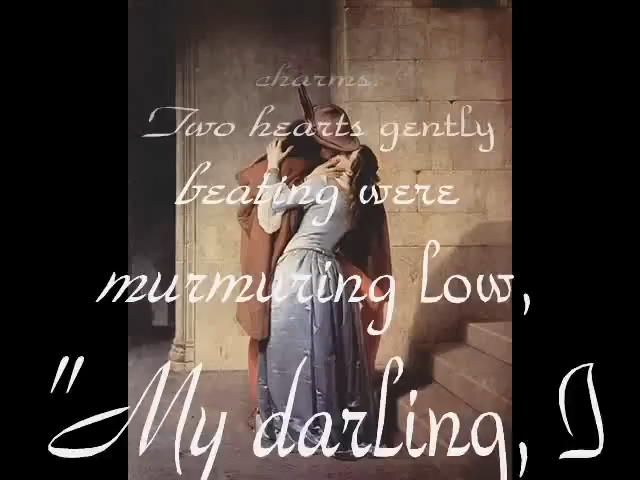 charms.
Two hearts gently
beating were
murmuring low,
"My darling, I